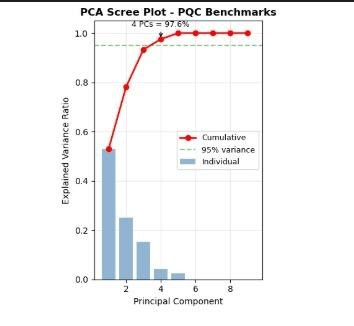 PCA Scree Plot - PQC Benchmarks
4 PCs = 97.6%
1.0
0.8
0.6
0.4
0.2
0.0
Explained Variance Ratio
Cumulative
95% variance
Individual
2 4 6 8
Principal Component